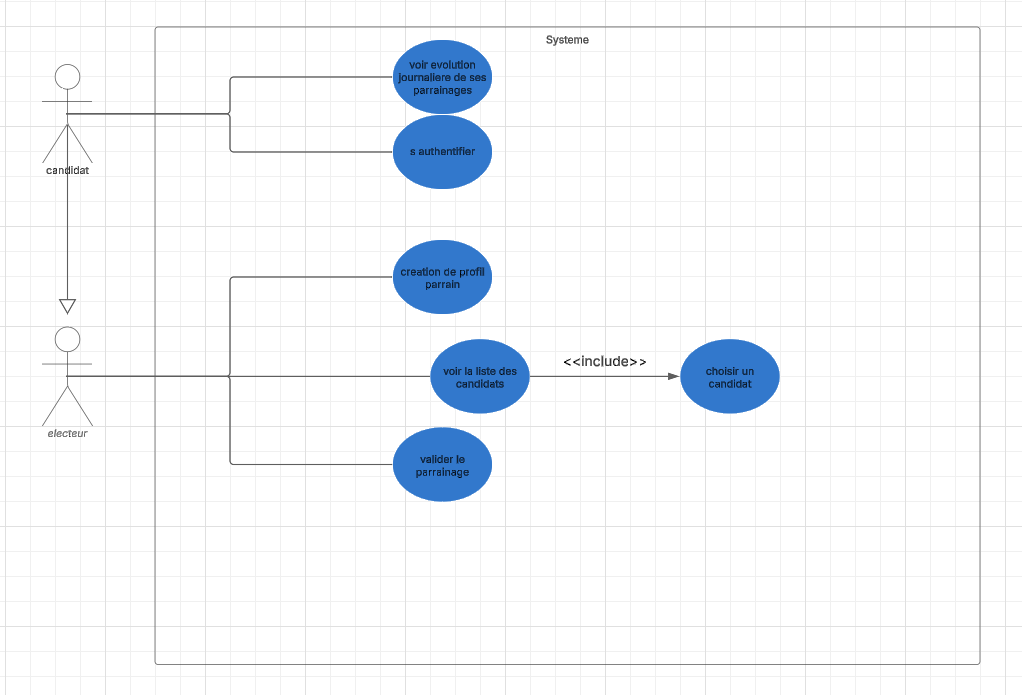 Systeme
voir evolution
journaliere de ses
parrainages
s authentifier
candidat
creation de profil
parrain
voir la liste des
candidats
<<include>>
choisir un
candidat
electeur
valider le
parrainage